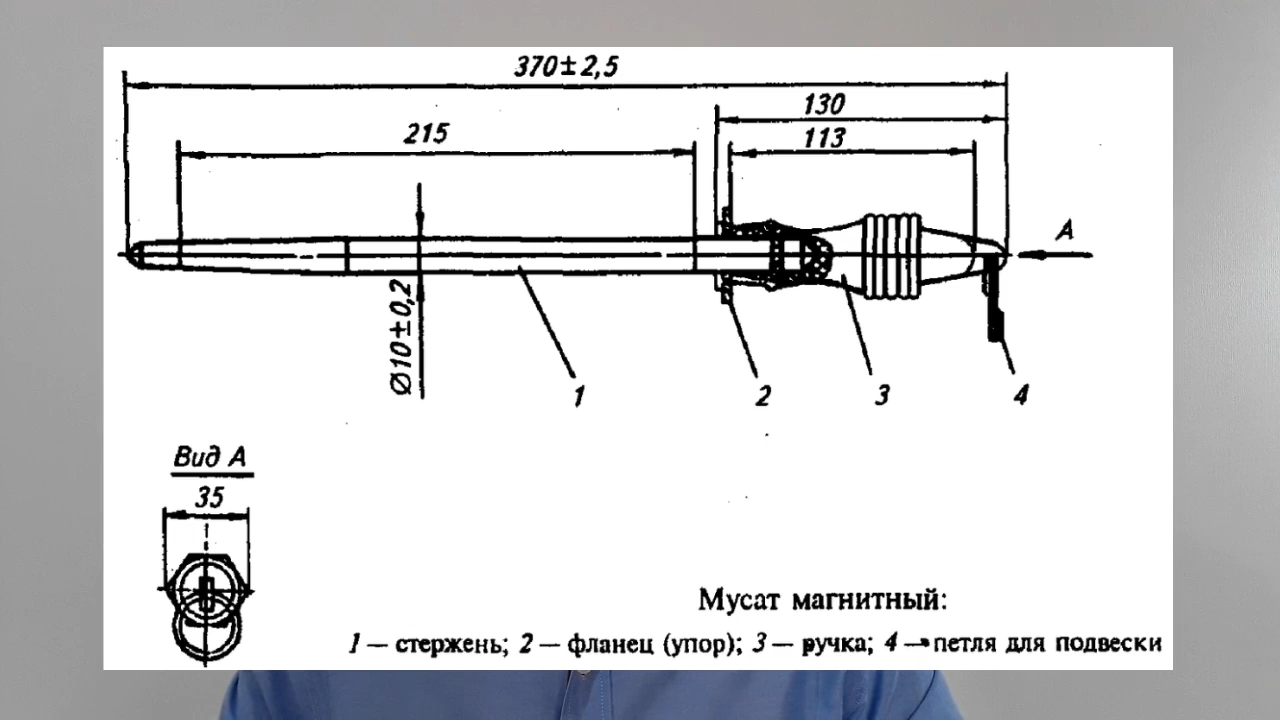 370±2,5
130
215
113
А
Ø10±0,2
1
2
3
4
Вид А
35
Мусат магнитный:
1 — стержень; 2 — фланец (упор); 3 — ручка; 4 — петля для подвески